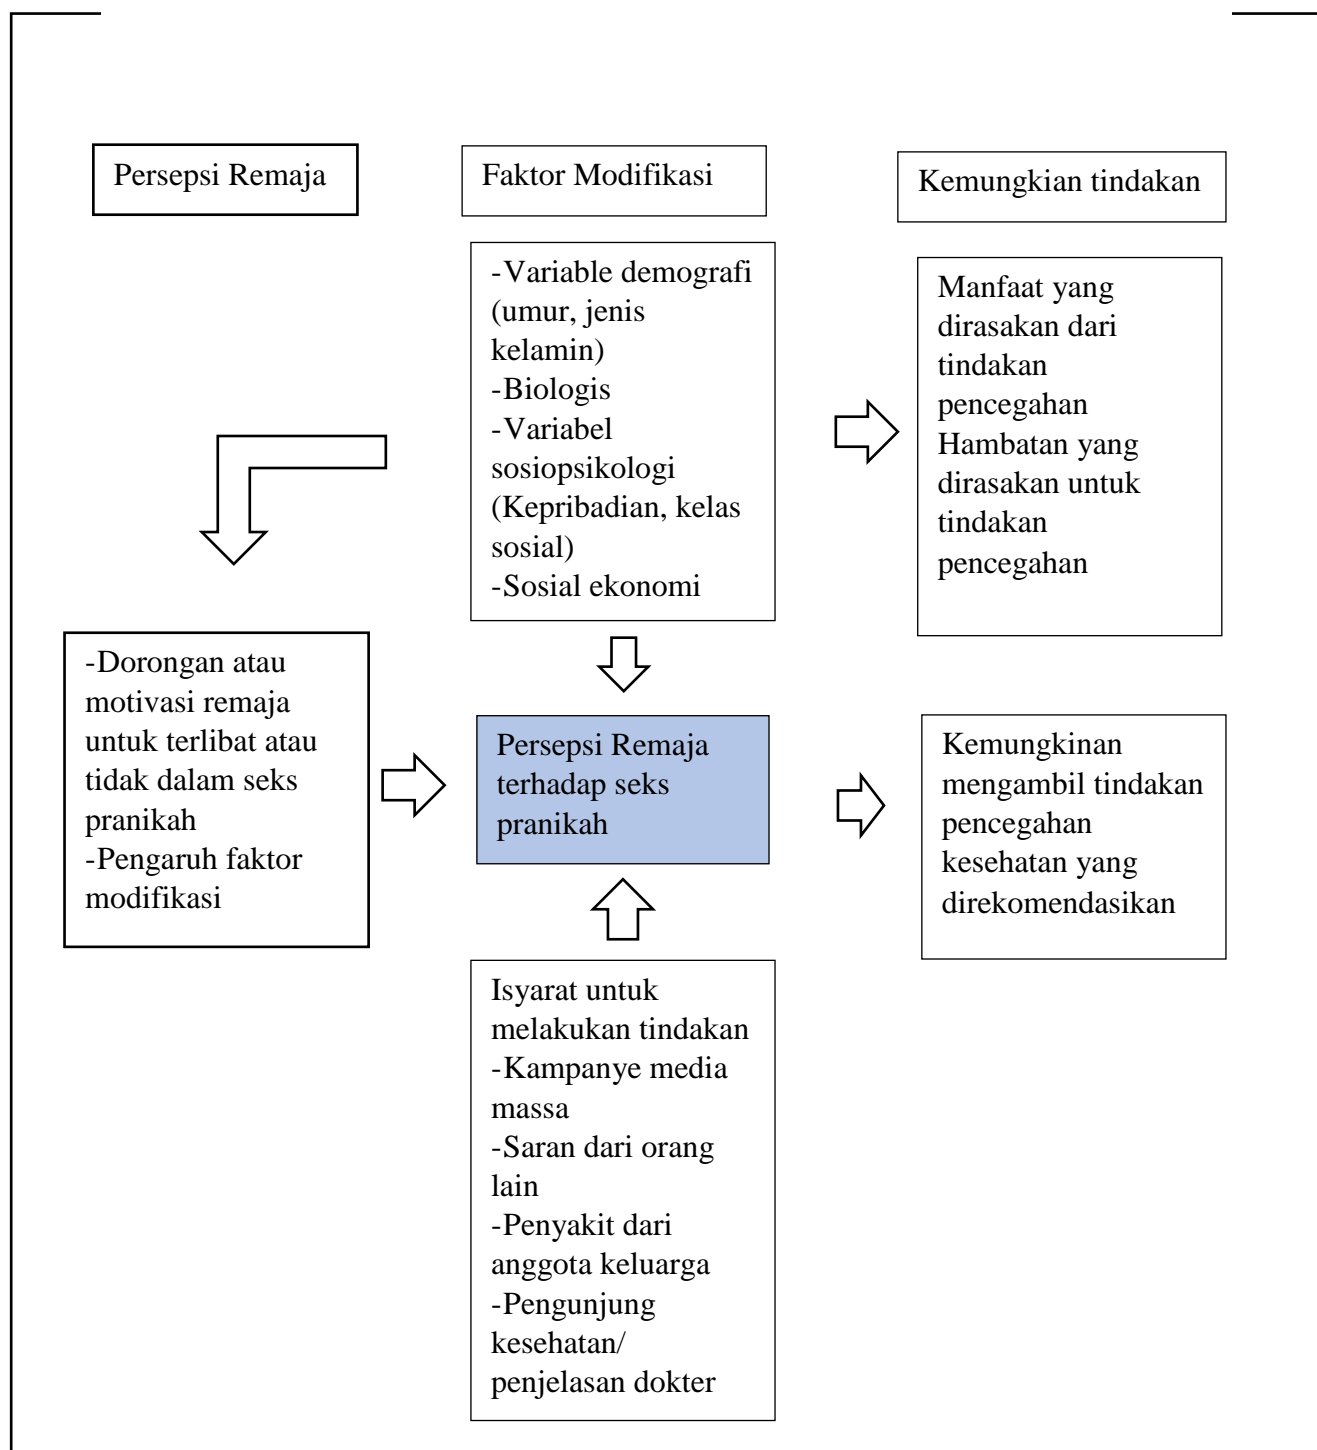 Persepsi Remaja
Faktor Modifikasi
Kemungkian tindakan
-Variable demografi
(umur, jenis
kelamin)
-Biologis
-Variabel
sosiopsikologi
(Kepribadian, kelas
sosial)
-Sosial ekonomi
Manfaat yang
dirasakan dari
tindakan
pencegahan
Hambatan yang
dirasakan untuk
tindakan
pencegahan
-Dorongan atau
motivasi remaja
untuk terlibat atau
tidak dalam seks
pranikah
-Pengaruh faktor
modifikasi
Persepsi Remaja
terhadap seks
pranikah
Kemungkinan
mengambil tindakan
pencegahan
kesehatan yang
direkomendasikan
Isyarat untuk
melakukan tindakan
-Kampanye media
massa
-Saran dari orang
lain
-Penyakit dari
anggota keluarga
-Pengunjung
kesehatan/
penjelasan dokter